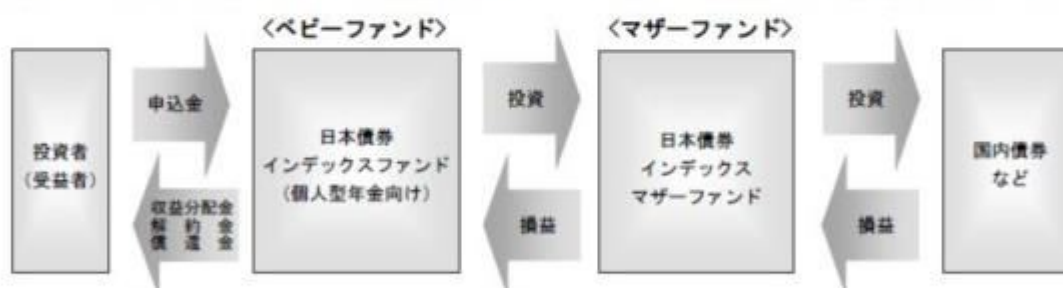 〈ベビーファンド〉
〈マザーファンド〉
投資者
(受益者)
申込金
収益分配金
解約金
償還金
日本債券
インデックスファンド
(個人型年金向け)
投資
損益
日本債券
インデックス
マザーファンド
投資
損益
国内債券
など